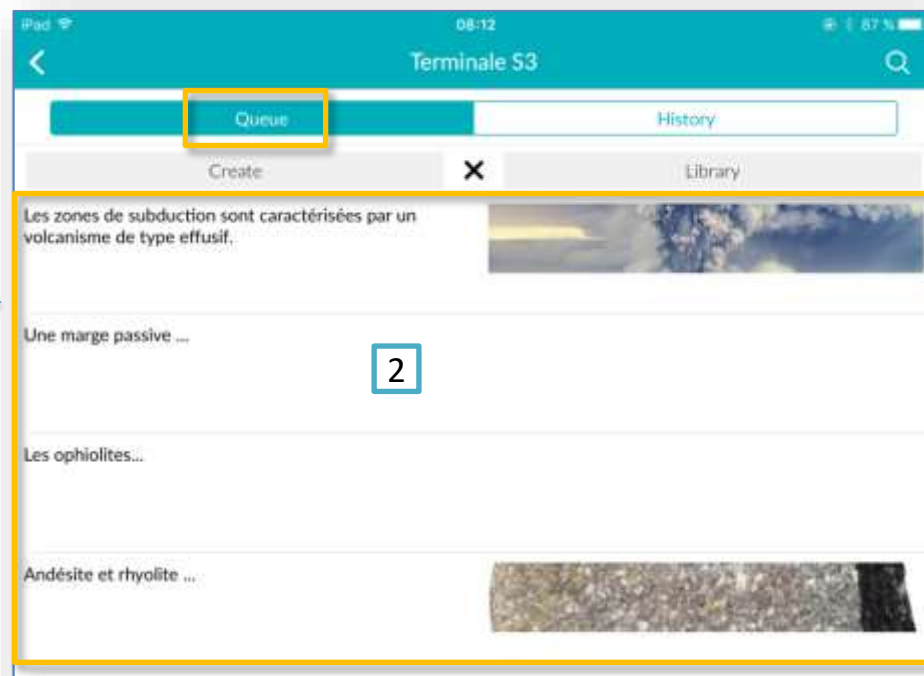 iPad 08:12 87 %
Terminale S3
Queue History
Create × Library
Les zones de subduction sont caractérisées par un
volcanisme de type effusif.
Une marge passive ...
2
Les ophiolites...
Andésite et rhyolite ...